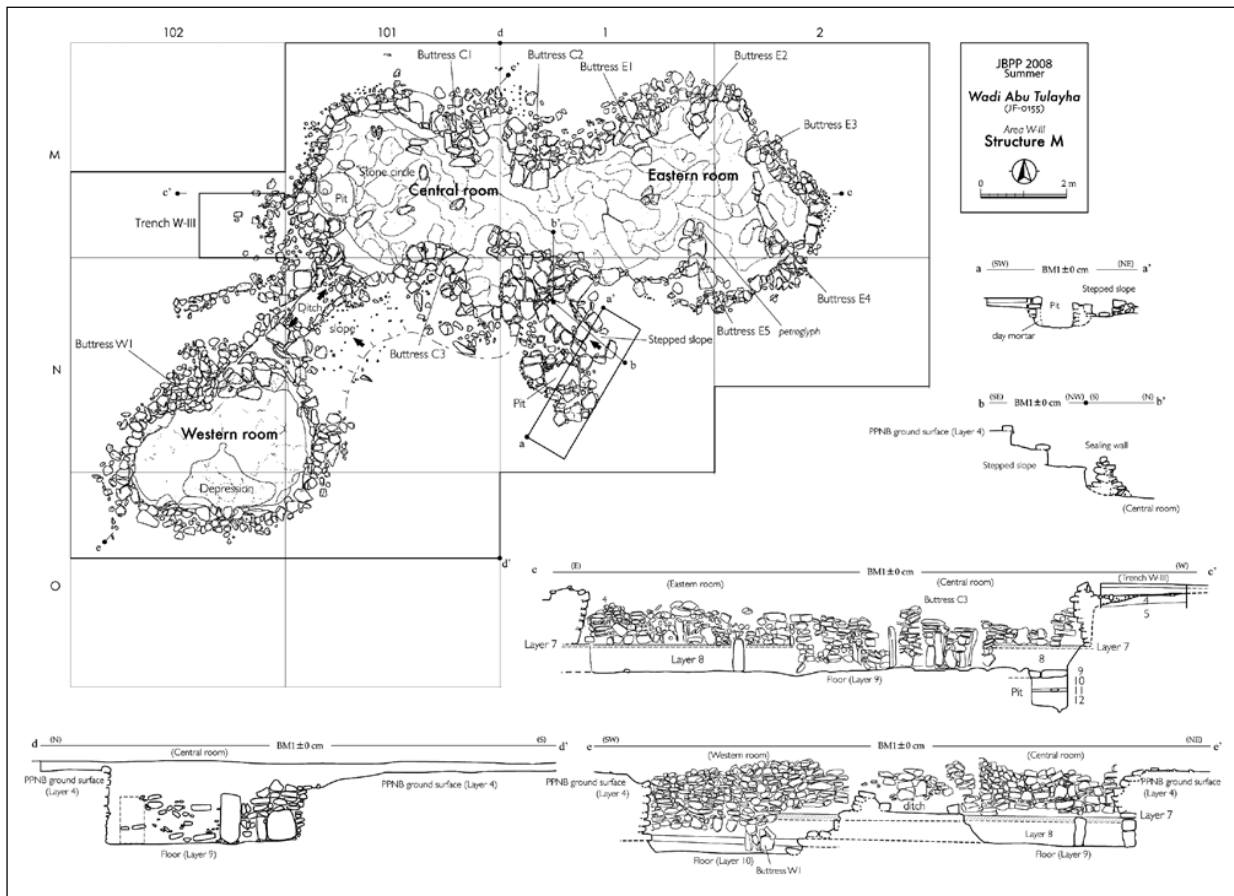 102
101
d
1
2
Buttress C1
Buttress C2
Buttress E1
Buttress E2
Buttress E3
c'
M
Stone circle
Central room
Eastern room
c'
Pit
c
Trench W-III
b'
Ditch
slope
a'
Buttress E4
Buttress W1
Buttress C3
Buttress E5
petroglyph
Stepped slope
N
b
Pit
Western room
a
Depression
e
d'
O
JBPP 2008
Summer
Wadi Abu Tulayha
(JF-0155)
Area W-III
Structure M
0 2 m
a (SW) BM1±0 cm (NE) a'
Stepped slope
Pit
clay mortar
b (SE) BM1±0 cm (NW) (S) (N) b'
PPNB ground surface (Layer 4)
Sealing wall
Stepped slope
(Central room)
c (E) BM1±0 cm (W) c'
(Eastern room)
(Central room)
(Trench W-III)
4
Buttress C3
4
5
Layer 7
Layer 7
Layer 8
8
Floor (Layer 9)
9
10
Pit
11
12
d (N) BM1±0 cm (S) d'
(Central room)
PPNB ground surface
(Layer 4)
PPNB ground surface (Layer 4)
Floor (Layer 9)
e (SW) BM1±0 cm (NE) e'
(Western room)
(Central room)
PPNB ground surface
(Layer 4)
PPNB ground surface
(Layer 4)
ditch
Layer 7
Layer 8
Floor (Layer 10)
Floor (Layer 9)
Buttress W1